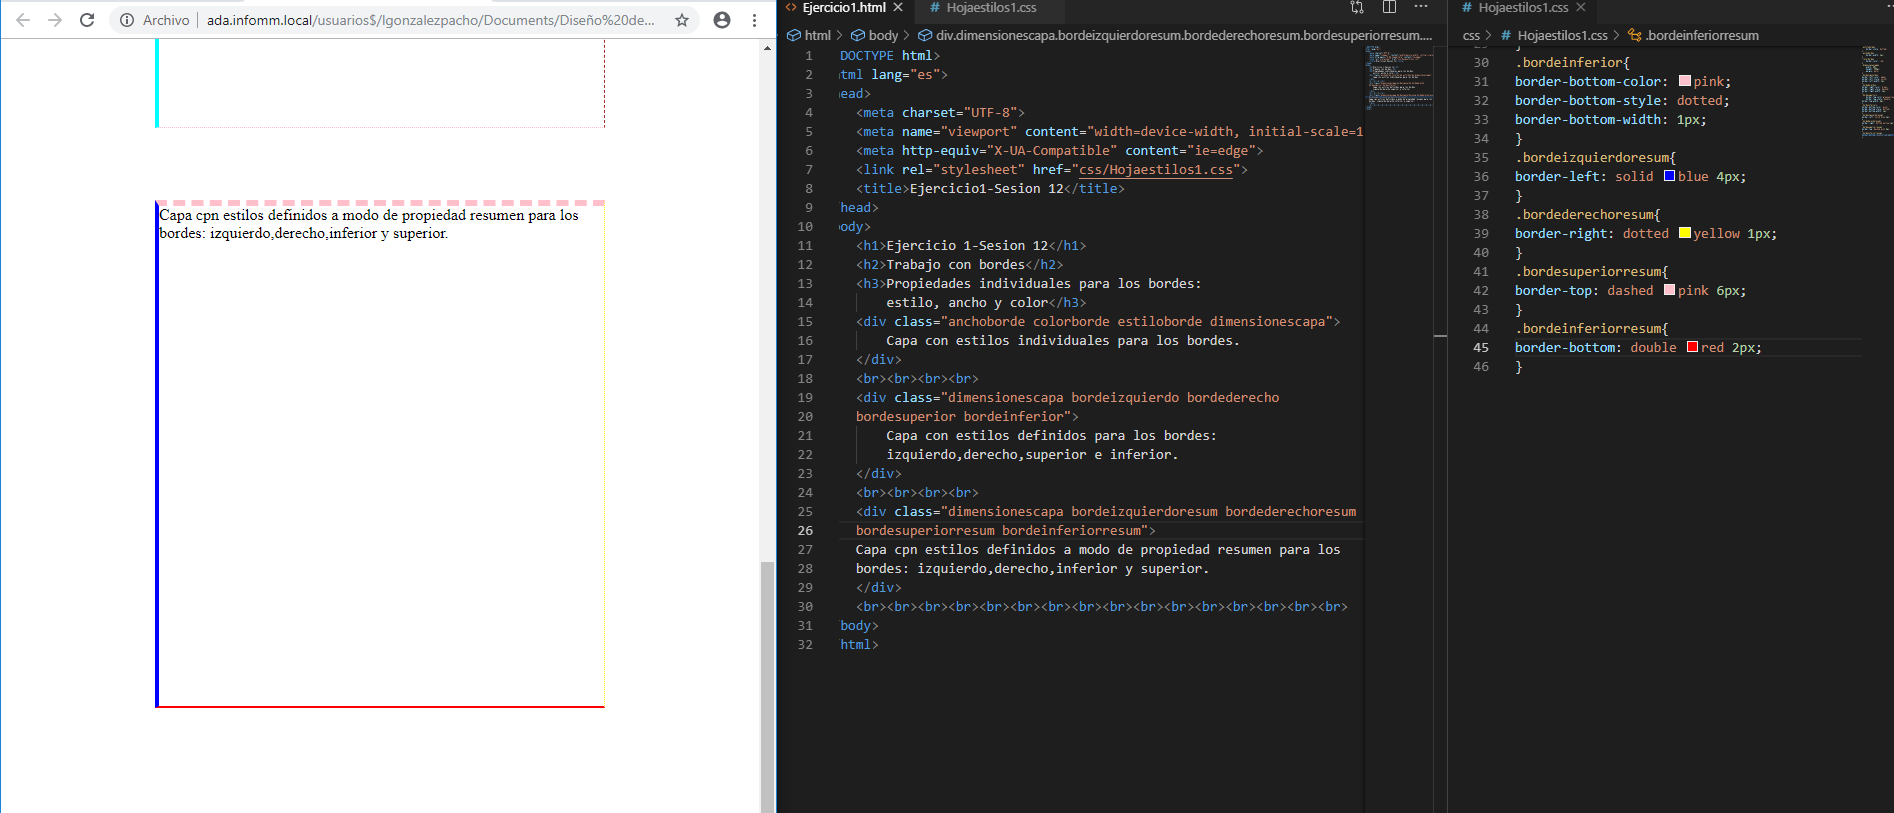 Archivo ada.infomm.local/usuarios$/lgonzalezpacho/Documents/Diseño%20de...
Capa cpn estilos definidos a modo de propiedad resumen para los
bordes: izquierdo,derecho,inferior y superior.
Ejercicio1.html
Hojaestilos1.css
html body div.dimensionescapa.bordeizquierdoresum.bordederechoresum.bordesuperiorresum....
1 DOCTYPE html>
2 tml lang="es">
3 ead>
4 <meta charset="UTF-8">
5 <meta name="viewport" content="width=device-width, initial-scale=1
6 <meta http-equiv="X-UA-Compatible" content="ie=edge">
7 <link rel="stylesheet" href="css/Hojaestilos1.css">
8 <title>Ejercicio1-Sesion 12</title>
9 head>
10 ody>
11 <h1>Ejercicio 1-Sesion 12</h1>
12 <h2>Trabajo con bordes</h2>
13 <h3>Propiedades individuales para los bordes:
14 estilo, ancho y color</h3>
15 <div class="anchoborde colorborde estiloborde dimensionescapa">
16 Capa con estilos individuales para los bordes.
17 </div>
18 <br><br><br><br>
19 <div class="dimensionescapa bordeizquierdo bordederecho
20 bordesuperior bordeinferior">
21 Capa con estilos definidos para los bordes:
22 izquierdo,derecho,superior e inferior.
23 </div>
24 <br><br><br><br>
25 <div class="dimensionescapa bordeizquierdoresum bordederechoresum
26 bordesuperiorresum bordeinferiorresum">
27 Capa cpn estilos definidos a modo de propiedad resumen para los
28 bordes: izquierdo,derecho,inferior y superior.
29 </div>
30 <br><br><br><br><br><br><br><br><br><br><br><br><br><br><br><br>
31 body>
32 html>
# Hojaestilos1.css
css # Hojaestilos1.css .bordeinferiorresum
30 .bordeinferior{
31 border-bottom-color: pink;
32 border-bottom-style: dotted;
33 border-bottom-width: 1px;
34 }
35 .bordeizquierdoresum{
36 border-left: solid blue 4px;
37 }
38 .bordederechoresum{
39 border-right: dotted yellow 1px;
40 }
41 .bordesuperiorresum{
42 border-top: dashed pink 6px;
43 }
44 .bordeinferiorresum{
45 border-bottom: double red 2px;
46 }